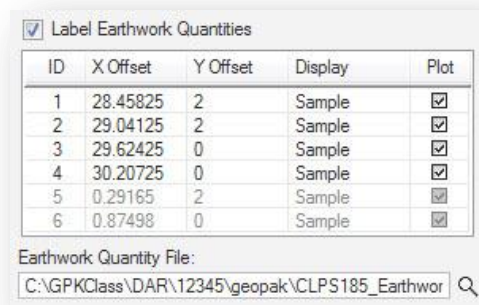 Label Earthwork Quantities
ID X Offset Y Offset Display Plot
1 28.45825 2 Sample
2 29.04125 2 Sample
3 29.62425 0 Sample
4 30.20725 0 Sample
5 0.29165 2 Sample
6 0.87498 0 Sample
Earthwork Quantity File:
C:\GPKClass\DAR\12345\geopak\CLPS185_Earthwor